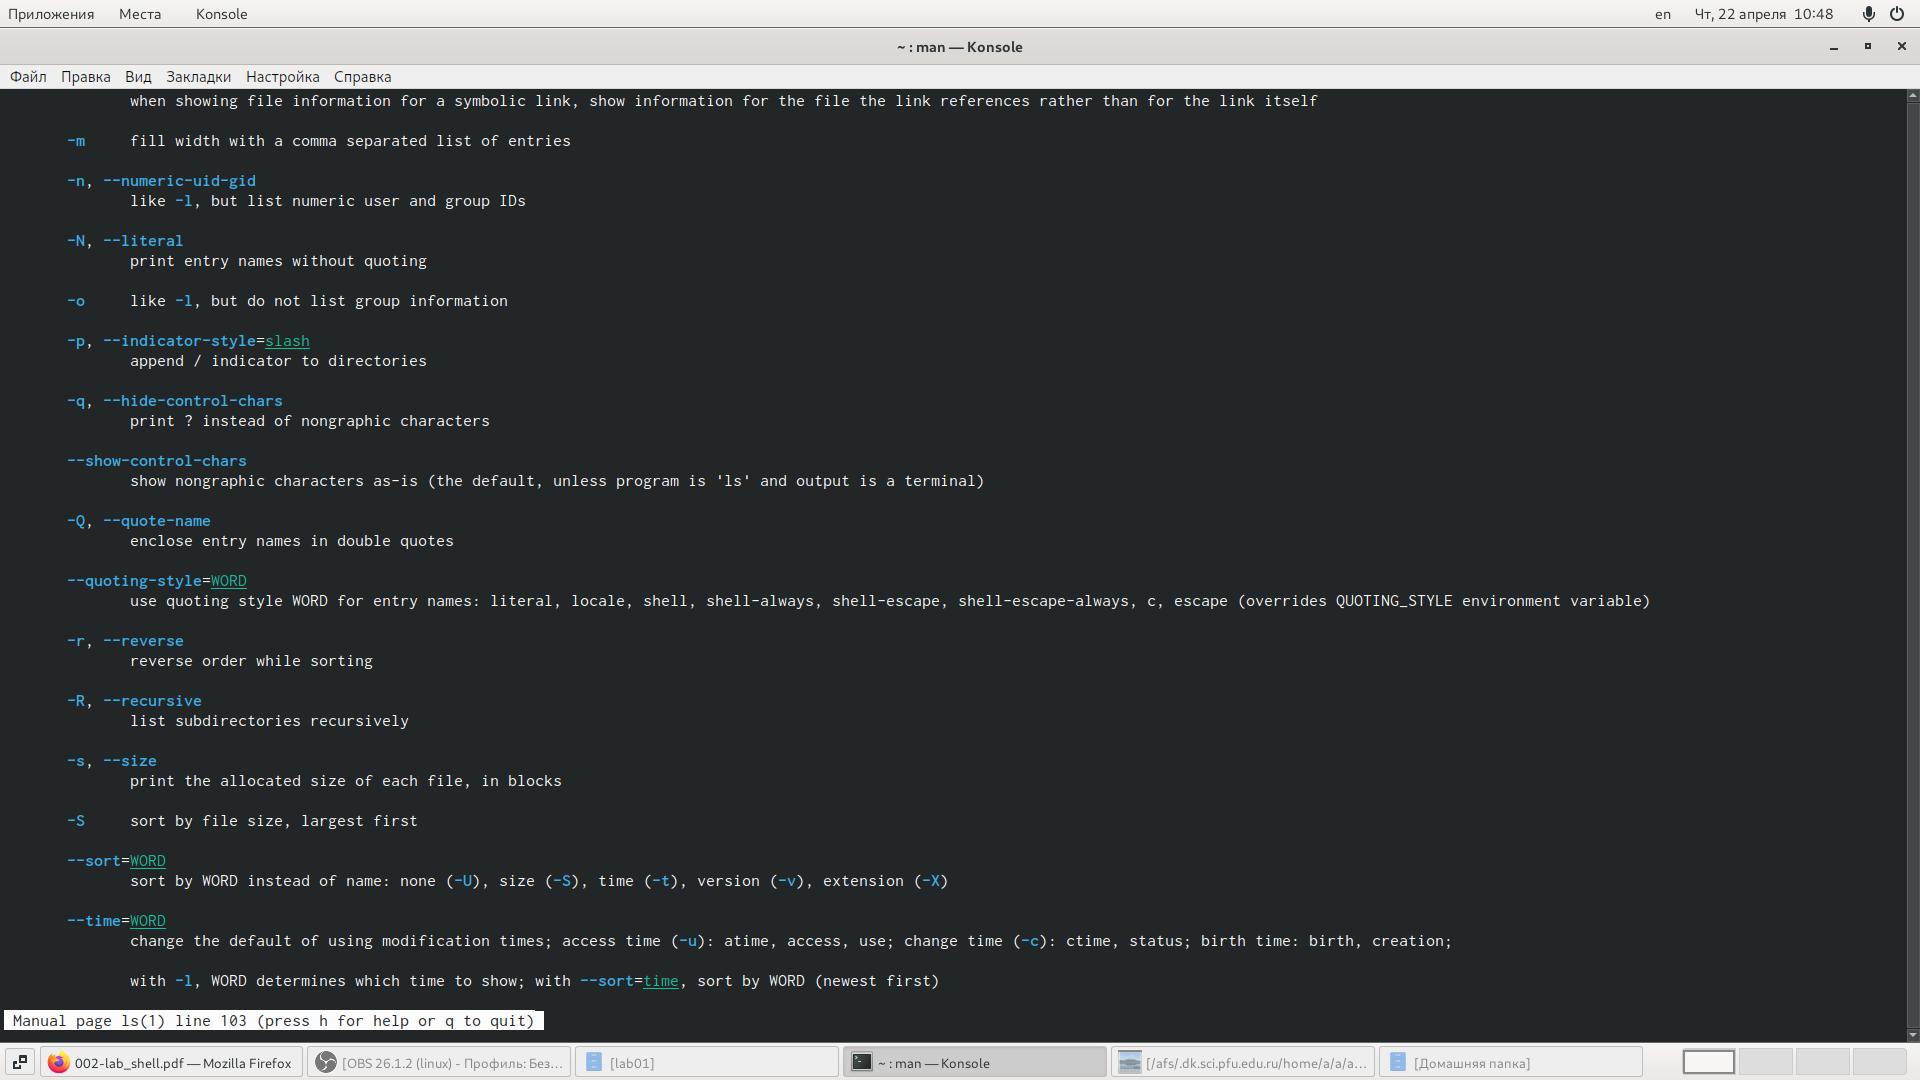 Приложения Места Konsole en Чт, 22 апреля 10:48
~ : man — Konsole
Файл Правка Вид Закладки Настройка Справка
when showing file information for a symbolic link, show information for the file the link references rather than for the link itself
-m fill width with a comma separated list of entries
-n, --numeric-uid-gid
like -l, but list numeric user and group IDs
-N, --literal
print entry names without quoting
-o like -l, but do not list group information
-p, --indicator-style=slash
append / indicator to directories
-q, --hide-control-chars
print ? instead of nongraphic characters
--show-control-chars
show nongraphic characters as-is (the default, unless program is 'ls' and output is a terminal)
-Q, --quote-name
enclose entry names in double quotes
--quoting-style=WORD
use quoting style WORD for entry names: literal, locale, shell, shell-always, shell-escape, shell-escape-always, c, escape (overrides QUOTING_STYLE environment variable)
-r, --reverse
reverse order while sorting
-R, --recursive
list subdirectories recursively
-s, --size
print the allocated size of each file, in blocks
-S sort by file size, largest first
--sort=WORD
sort by WORD instead of name: none (-U), size (-S), time (-t), version (-v), extension (-X)
--time=WORD
change the default of using modification times; access time (-u): atime, access, use; change time (-c): ctime, status; birth time: birth, creation;
with -l, WORD determines which time to show; with --sort=time, sort by WORD (newest first)
Manual page ls(1) line 103 (press h for help or q to quit)
002-lab_shell.pdf — Mozilla Firefox [OBS 26.1.2 (linux) - Профиль: Без... [lab01] ~ : man — Konsole [/afs/.dk.sci.pfu.edu.ru/home/a/a/a... [Домашняя папка]